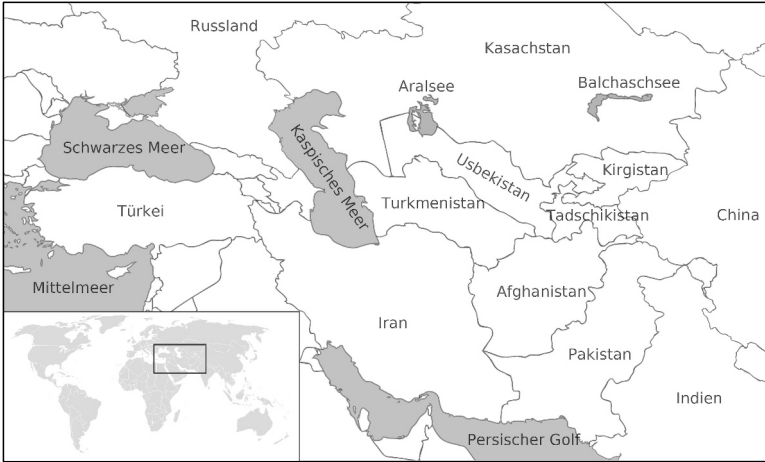 Russland
Kasachstan
Aralsee
Balchaschsee
Schwarzes Meer
Kaspisches Meer
Usbekistan
Kirgistan
Türkei
Turkmenistan
Tadschikistan
China
Mittelmeer
Afghanistan
Iran
Pakistan
Indien
Persischer Golf